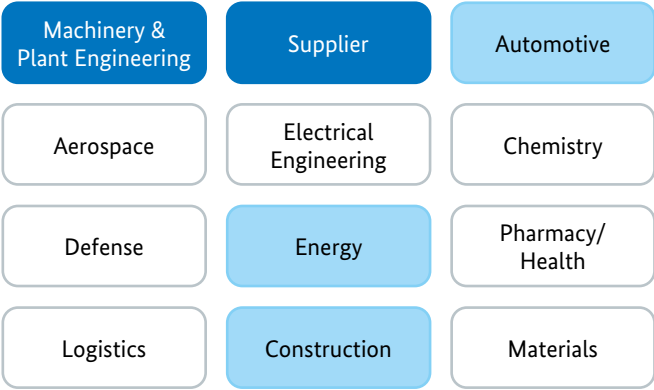 Machinery &
Plant Engineering
Supplier
Automotive
Aerospace
Electrical
Engineering
Chemistry
Defense
Energy
Pharmacy/
Health
Logistics
Construction
Materials